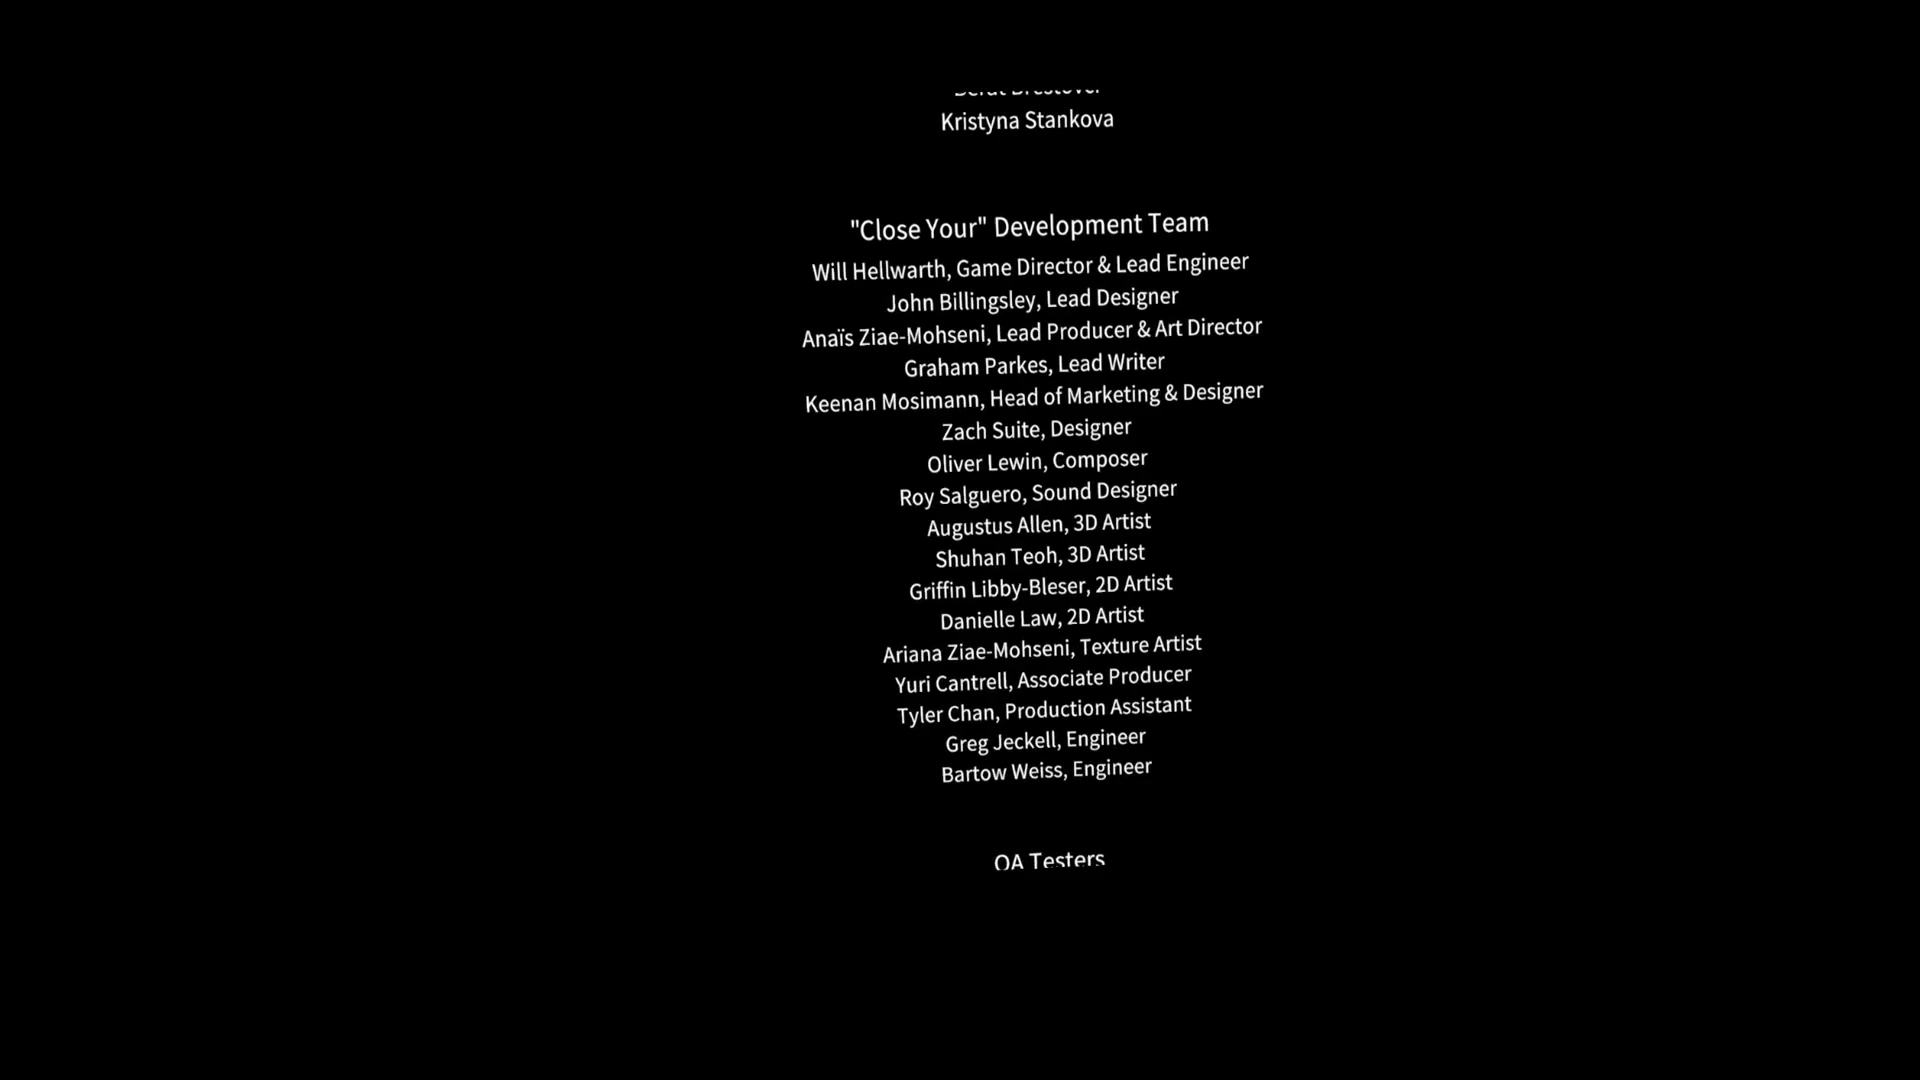 Kristyna Stankova
"Close Your" Development Team
Will Hellwarth, Game Director & Lead Engineer
John Billingsley, Lead Designer
Anaïs Ziae-Mohseni, Lead Producer & Art Director
Graham Parkes, Lead Writer
Keenan Mosimann, Head of Marketing & Designer
Zach Suite, Designer
Oliver Lewin, Composer
Roy Salguero, Sound Designer
Augustus Allen, 3D Artist
Shuhan Teoh, 3D Artist
Griffin Libby-Bleser, 2D Artist
Danielle Law, 2D Artist
Ariana Ziae-Mohseni, Texture Artist
Yuri Cantrell, Associate Producer
Tyler Chan, Production Assistant
Greg Jeckell, Engineer
Bartow Weiss, Engineer
QA Testers